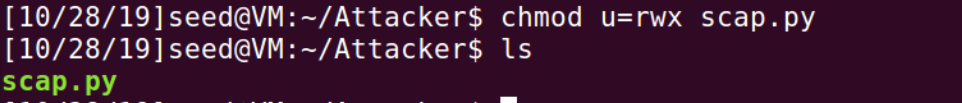 [10/28/19]seed@VM:~/Attacker$ chmod u=rwx scap.py
[10/28/19]seed@VM:~/Attacker$ ls
scap.py